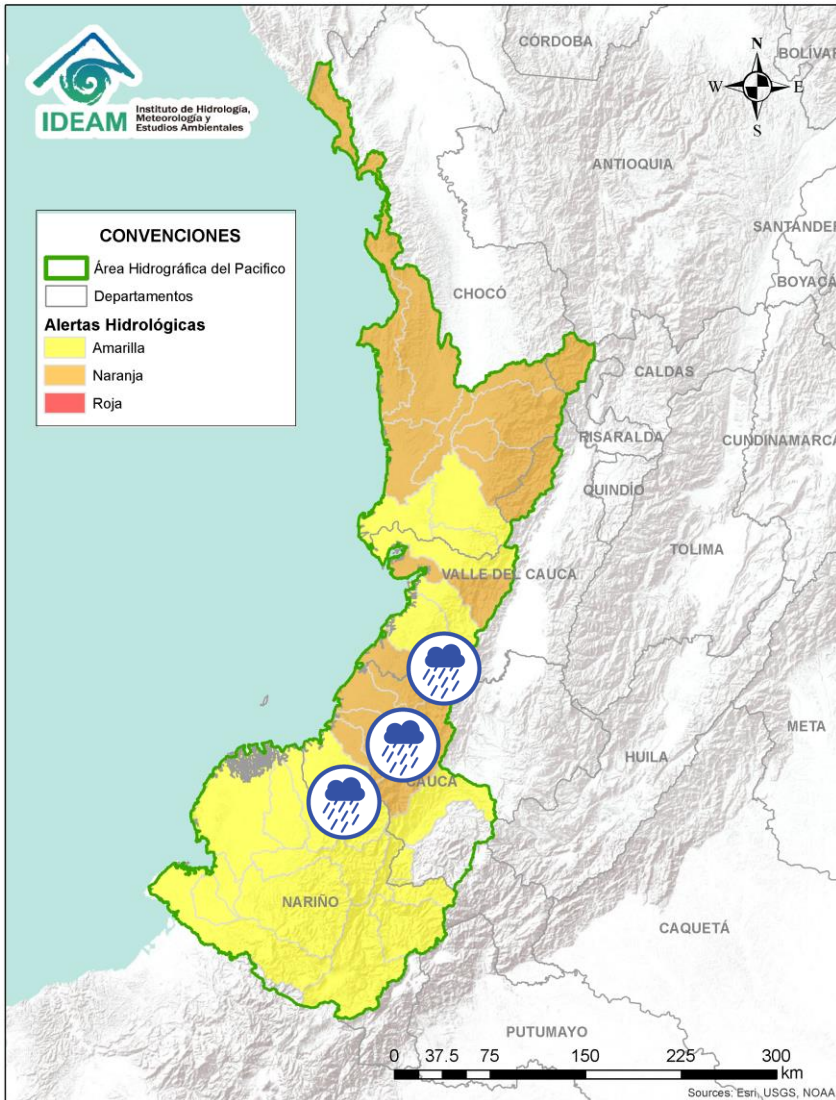 IDEAM
Instituto de Hidrología,
Meteorología y
Estudios Ambientales
N
W
E
S
CONVENCIONES
Área Hidrográfica del Pacifico
Departamentos
Alertas Hidrológicas
Amarilla
Naranja
Roja
CÓRDOBA
BOLÍVAR
ANTIOQUIA
SANTANDER
BOYACÁ
CHOCÓ
CALDAS
RISARALDA
CUNDINAMARCA
QUINDÍO
TOLIMA
VALLE DEL CAUCA
META
HUILA
CAUCA
NARIÑO
CAQUETÁ
PUTUMAYO
0 37.5 75 150 225 300
km
Sources: Esri, USGS, NOAA